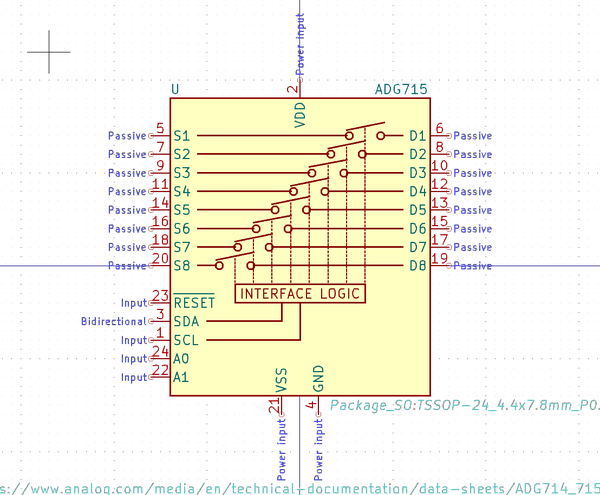 Power input
2
VDD
U
ADG715
Passive 5 S1 D1 6 Passive
Passive 7 S2 D2 8 Passive
Passive 9 S3 D3 10 Passive
Passive 11 S4 D4 12 Passive
Passive 14 S5 D5 13 Passive
Passive 16 S6 D6 15 Passive
Passive 18 S7 D7 17 Passive
Passive 20 S8 D8 19 Passive
INTERFACE LOGIC
Input 23 RESET
Bidirectional 3 SDA
Input 1 SCL
Input 24 A0
Input 22 A1
VSS GND
21 4
Power input Power input
Package_SO:TSSOP-24_4.4x7.8mm_P0.
s://www.analog.com/media/en/technical-documentation/data-sheets/ADG714_715